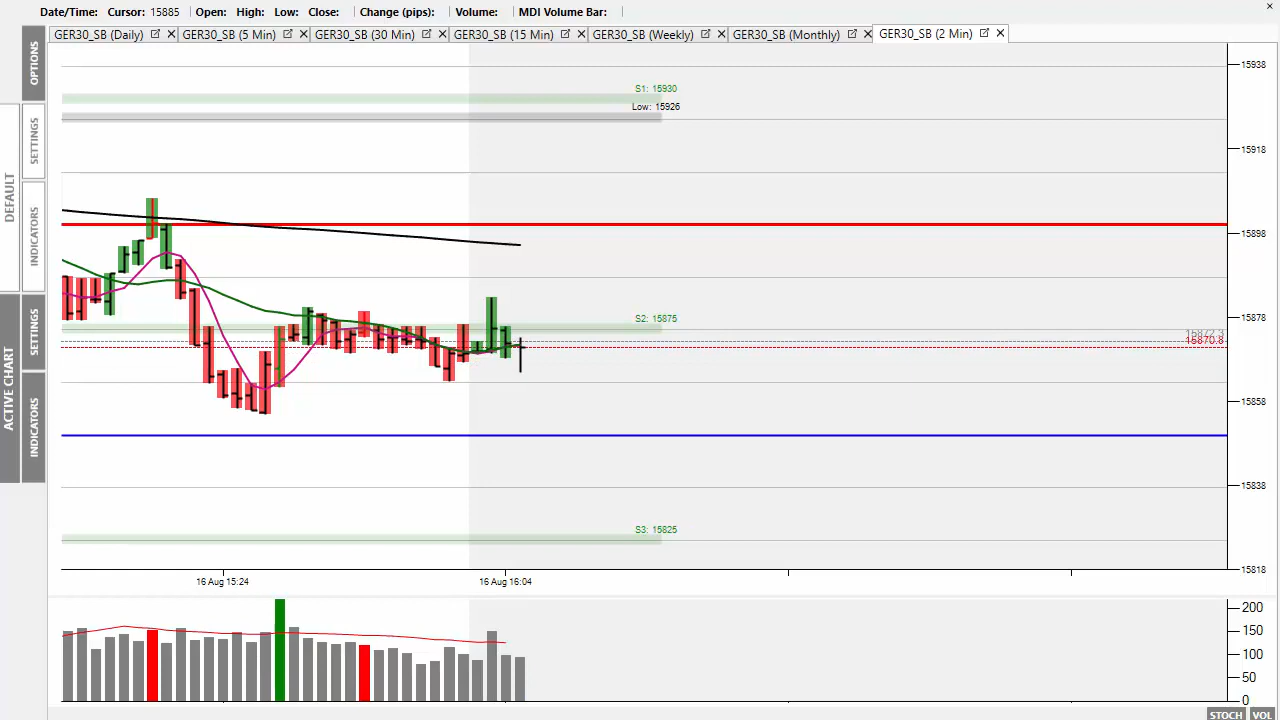 Date/Time: Cursor: 15885 Open: High: Low: Close: Change (pips): Volume: MDI Volume Bar:
GER30_SB (Daily) GER30_SB (5 Min) GER30_SB (30 Min) GER30_SB (15 Min) GER30_SB (Weekly) GER30_SB (Monthly) GER30_SB (2 Min)
OPTIONS
SETTINGS
DEFAULT
INDICATORS
SETTINGS
ACTIVE CHART
INDICATORS
15938
S1: 15930
Low: 15926
15918
15898
S2: 15875
15878
15872.3
15870.8
15858
15838
S3: 15825
15818
16 Aug 15:24
16 Aug 16:04
200
150
100
50
0
STOCH VOL